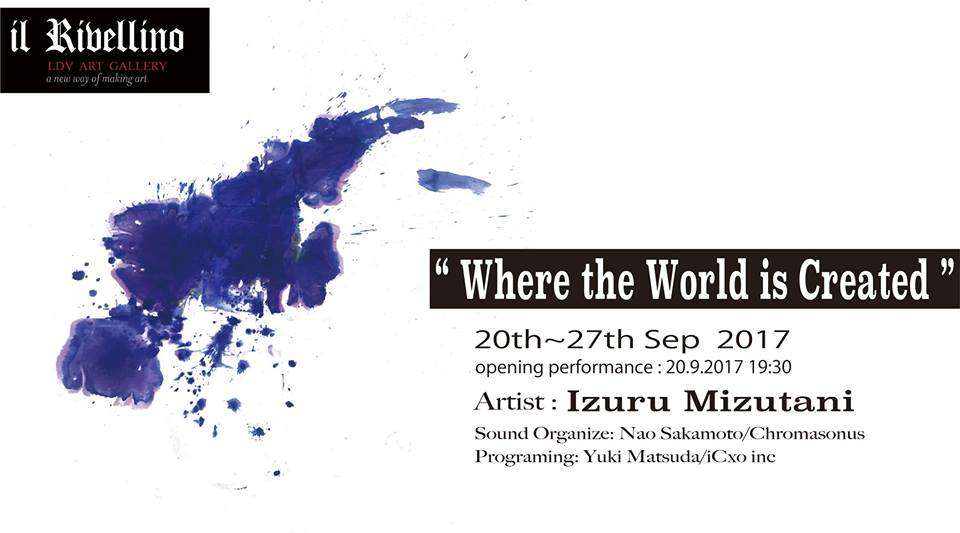 il Rivellino
LDV ART GALLERY
a new way of making art
“ Where the World is Created ”
20th~27th Sep 2017
opening performance : 20.9.2017 19:30
Artist : Izuru Mizutani
Sound Organize: Nao Sakamoto/Chromasonus
Programing: Yuki Matsuda/iCxo inc